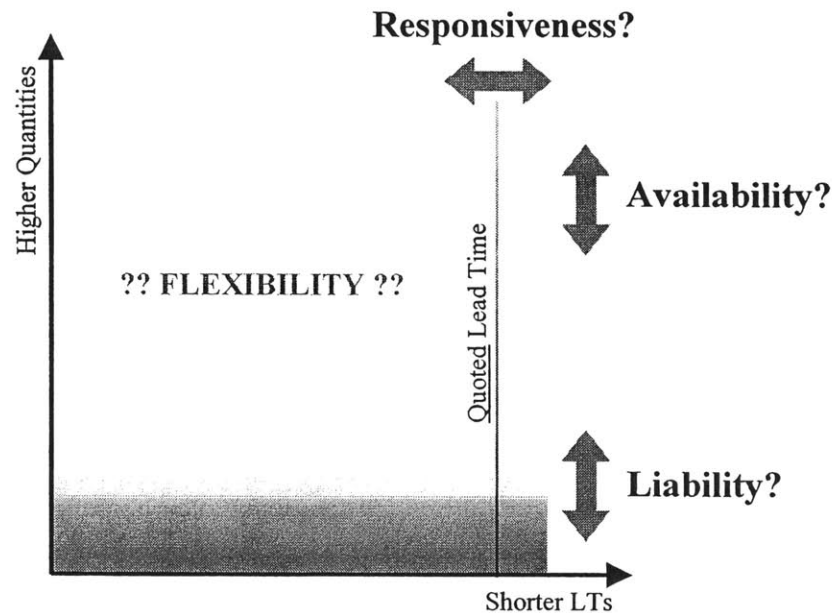 Responsiveness?
Higher Quantities
Availability?
?? FLEXIBILITY ??
Quoted Lead Time
Liability?
Shorter LTs